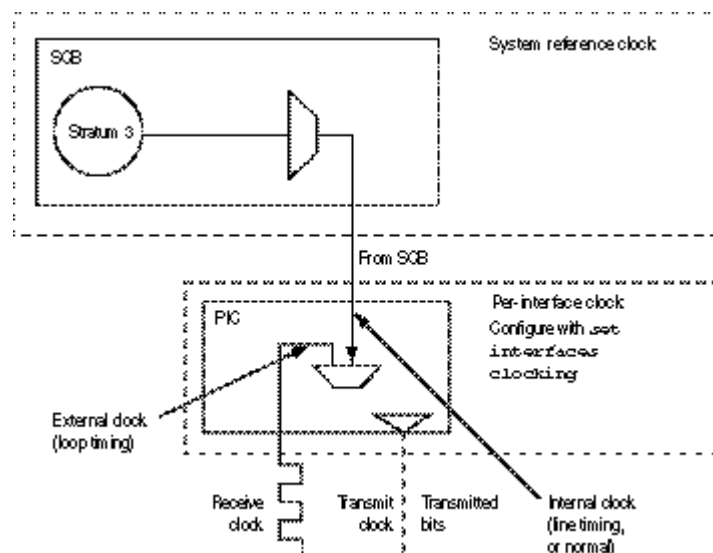 SCB
System reference clock
Stratum 3
From SCB
PIC
Per-interface clock
Configure with set
interfaces
clocking
External clock
(loop timing)
Receive
clock
Transmit
clock
Transmitted
bits
Internal clock
(line timing,
or normal)